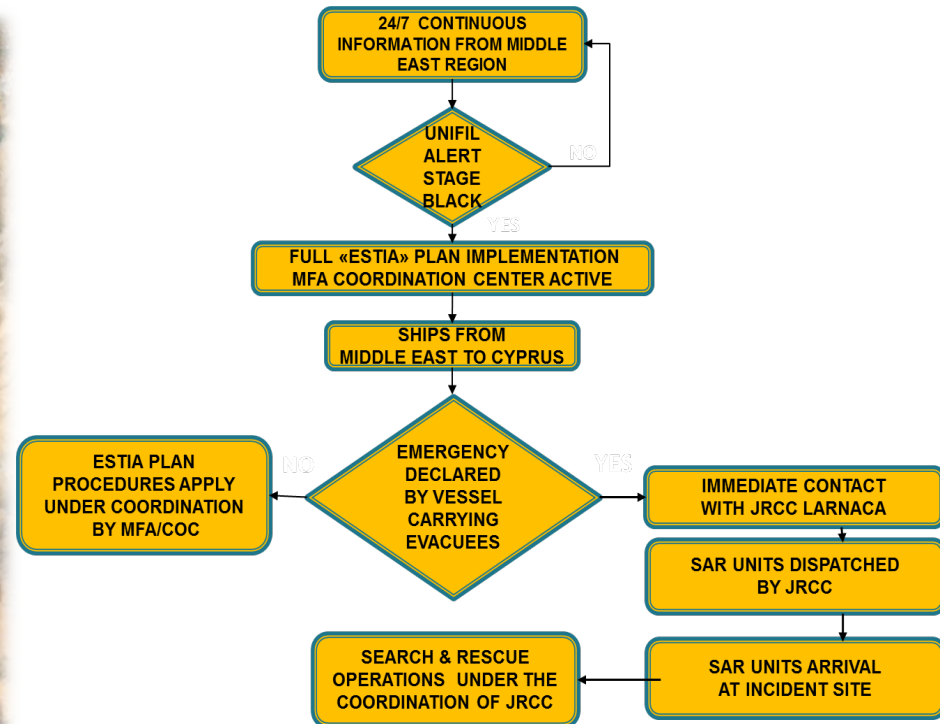 24/7 CONTINUOUS
INFORMATION FROM MIDDLE
EAST REGION
UNIFIL
ALERT
STAGE
BLACK
NO
YES
FULL «ESTIA» PLAN IMPLEMENTATION
MFA COORDINATION CENTER ACTIVE
SHIPS FROM
MIDDLE EAST TO CYPRUS
EMERGENCY
DECLARED
BY VESSEL
CARRYING
EVACUEES
NO
YES
ESTIA PLAN
PROCEDURES APPLY
UNDER COORDINATION
BY MFA/COC
IMMEDIATE CONTACT
WITH JRCC LARNACA
SAR UNITS DISPATCHED
BY JRCC
SAR UNITS ARRIVAL
AT INCIDENT SITE
SEARCH & RESCUE
OPERATIONS UNDER THE
COORDINATION OF JRCC